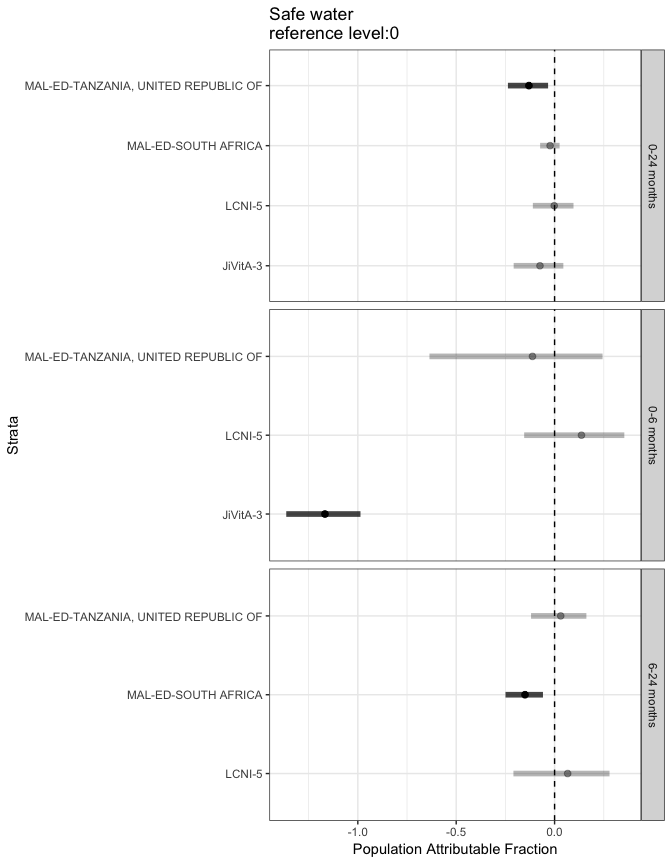 Safe water
reference level:0
MAL-ED-TANZANIA, UNITED REPUBLIC OF
MAL-ED-SOUTH AFRICA
LCNI-5
JiVitA-3
0-24 months
MAL-ED-TANZANIA, UNITED REPUBLIC OF
LCNI-5
JiVitA-3
0-6 months
Strata
MAL-ED-TANZANIA, UNITED REPUBLIC OF
MAL-ED-SOUTH AFRICA
LCNI-5
6-24 months
-1.0 -0.5 0.0
Population Attributable Fraction